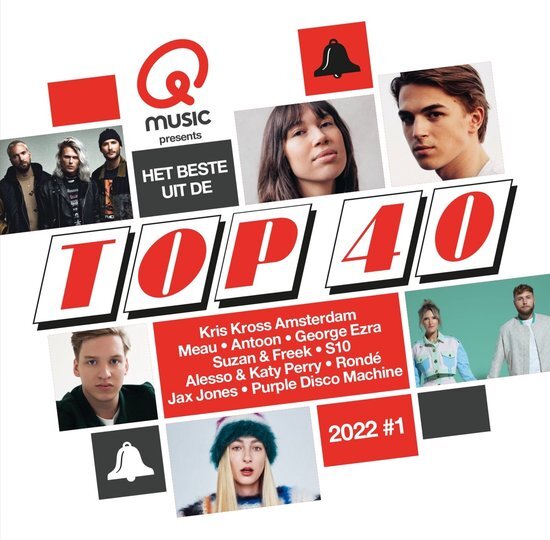 Q
MUSIC
presents
HET BESTE
UIT DE
TOP 40
Kris Kross Amsterdam
Meau • Antoon • George Ezra
Suzan & Freek • S10
Alesso & Katy Perry • Rondé
Jax Jones • Purple Disco Machine
2022 #1